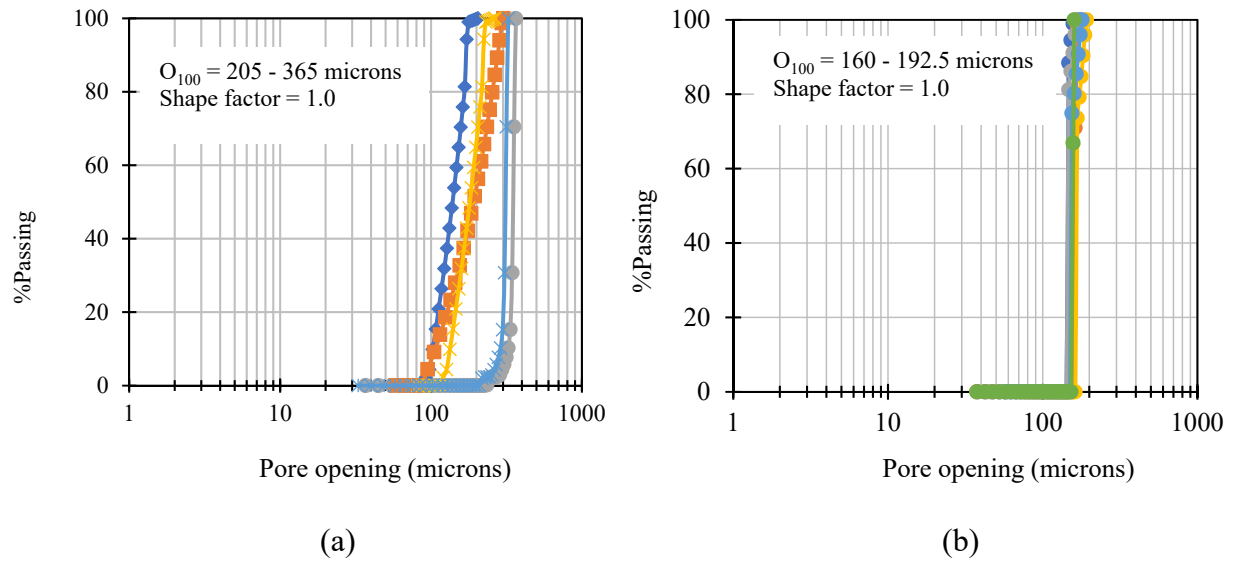 100
80
60
40
20
0
%Passing
O₁₀₀ = 205 - 365 microns
Shape factor = 1.0
1 10 100 1000
Pore opening (microns)
(a)
100
80
60
40
20
0
%Passing
O₁₀₀ = 160 - 192.5 microns
Shape factor = 1.0
1 10 100 1000
Pore opening (microns)
(b)